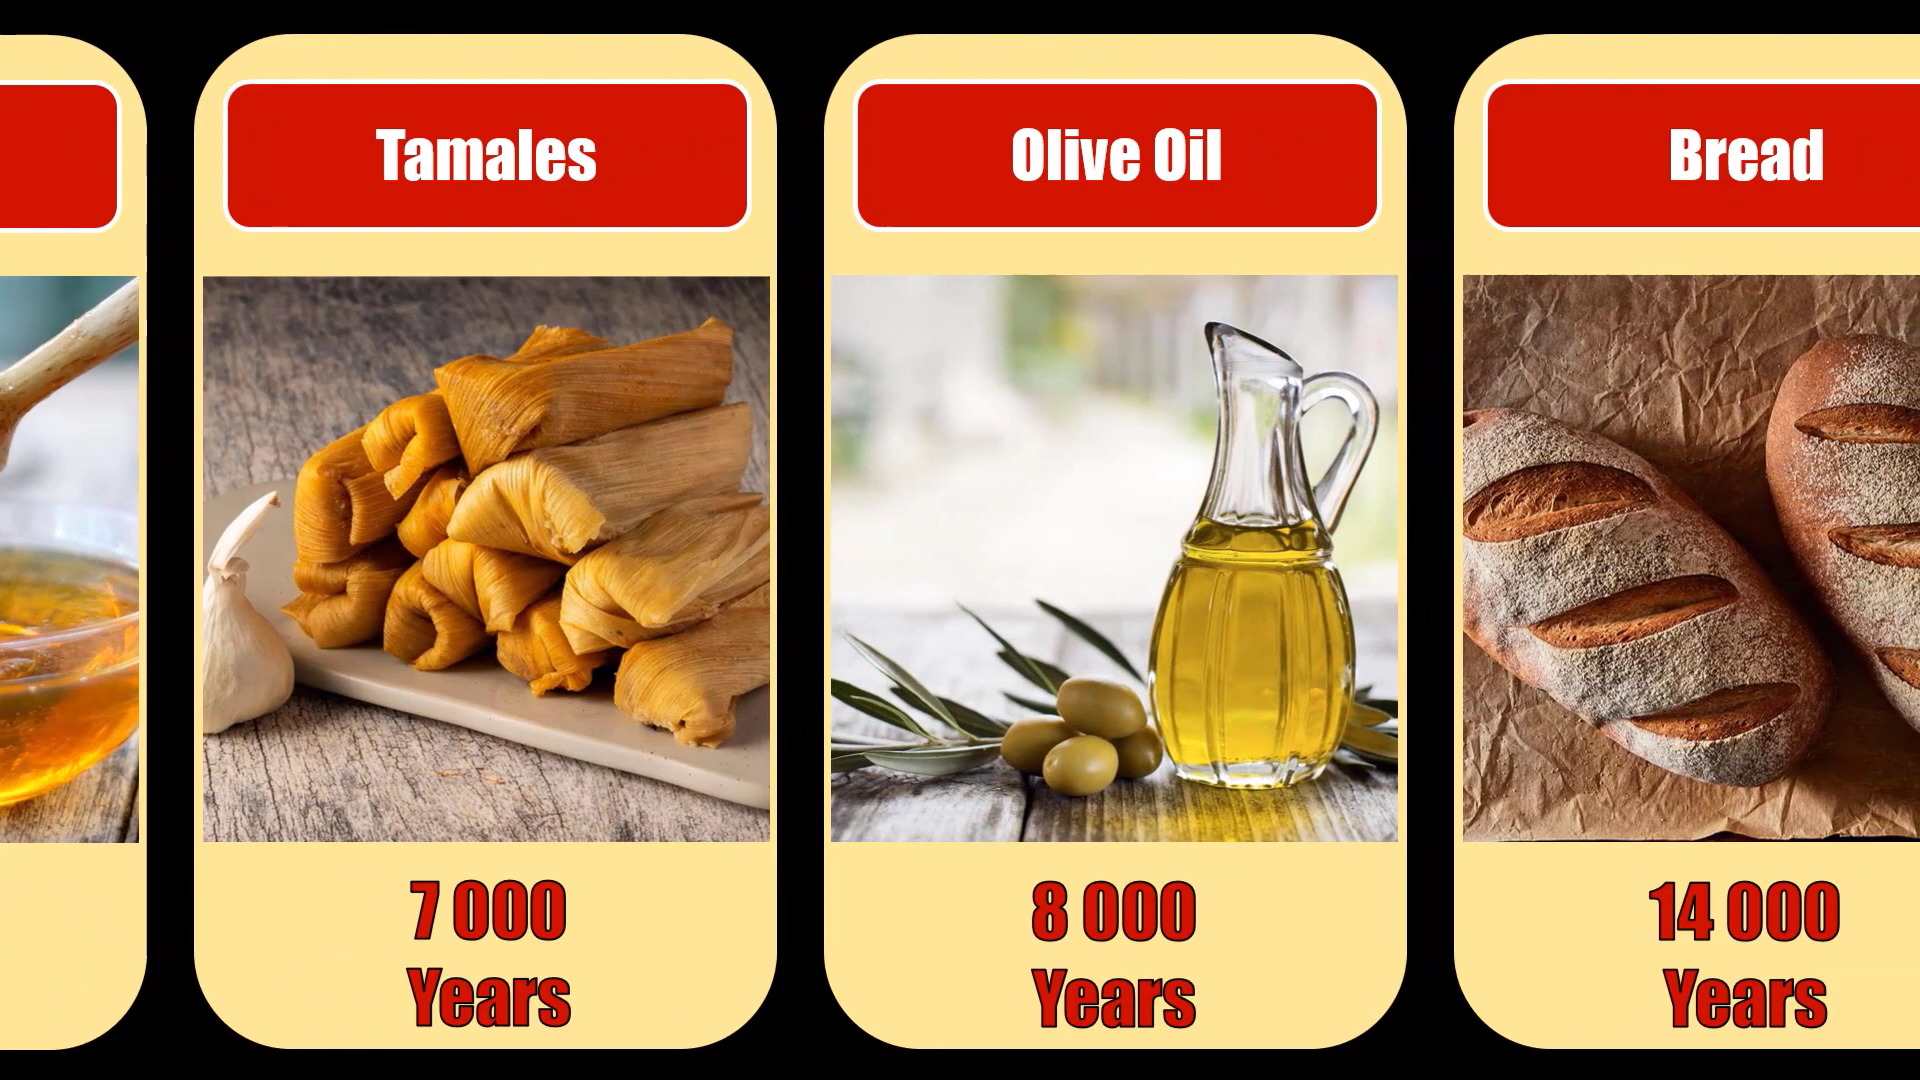 Tamales
7 000
Years
Olive Oil
8 000
Years
Bread
14 000
Years